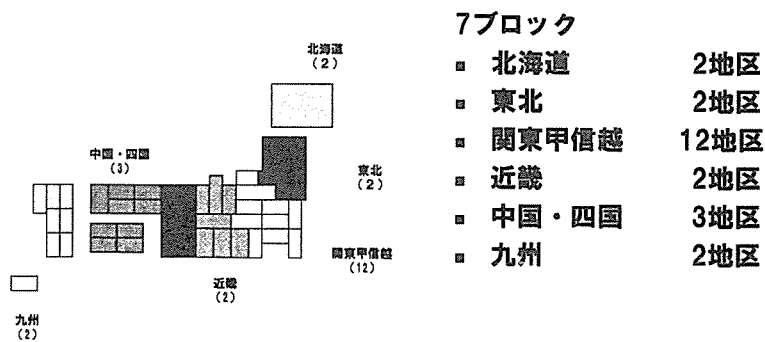 7ブロック
北海道 2地区
東北 2地区
関東甲信越 12地区
近畿 2地区
中国・四国 3地区
九州 2地区
北海道
(2)
中国・四国
(3)
東北
(2)
関東甲信越
(12)
近畿
(2)
九州
(2)